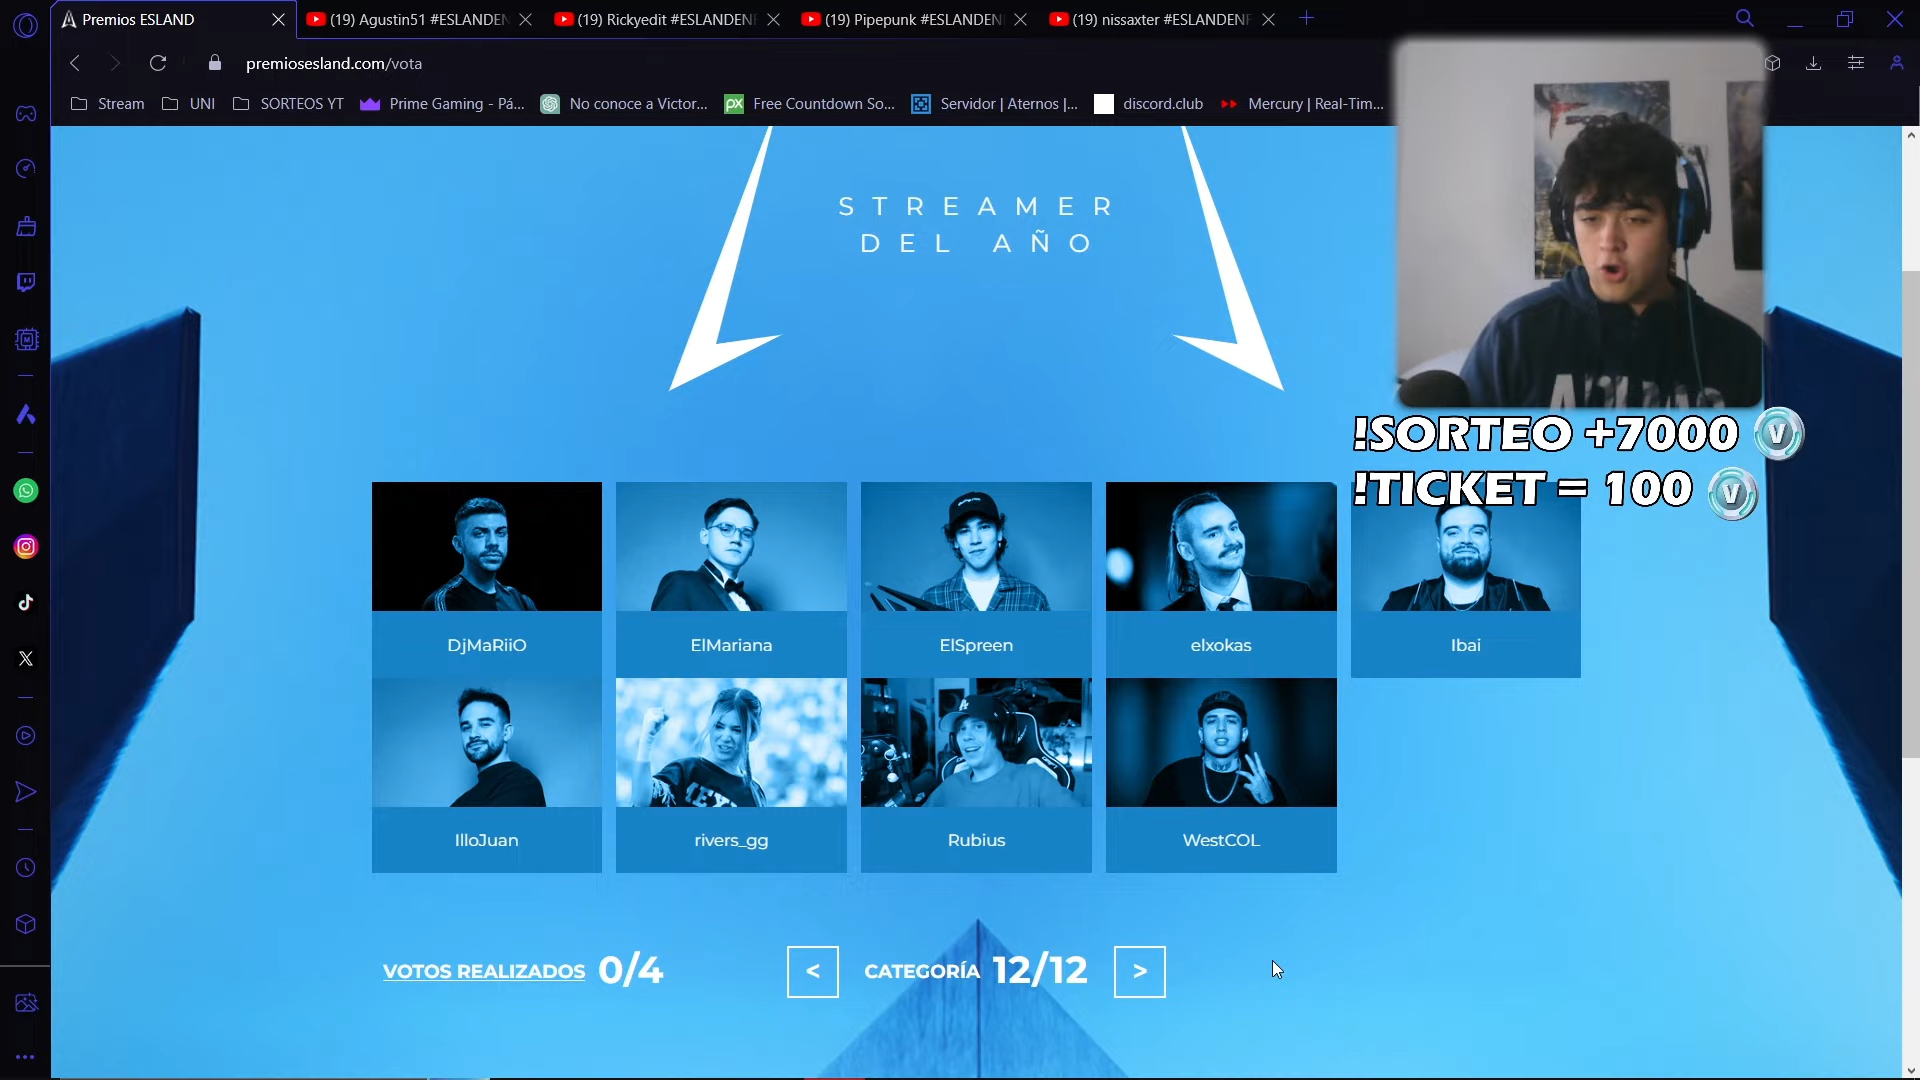 Premios ESLAND
(19) Agustin51 #ESLANDEN
(19) Rickyedit #ESLANDENF
(19) Pipepunk #ESLANDENI
(19) nissaxter #ESLANDENF
premiosesland.com/vota
Stream
UNI
SORTEOS YT
Prime Gaming - Pá...
No conoce a Victor...
Free Countdown So...
Servidor | Aternos |...
discord.club
Mercury | Real-Tim...
STREAMER
DEL AÑO
!SORTEO +7000
!TICKET = 100
DjMaRiiO
ElMariana
ElSpreen
elxokas
Ibai
IlloJuan
rivers_gg
Rubius
WestCOL
VOTOS REALIZADOS 0/4
< CATEGORÍA 12/12 >